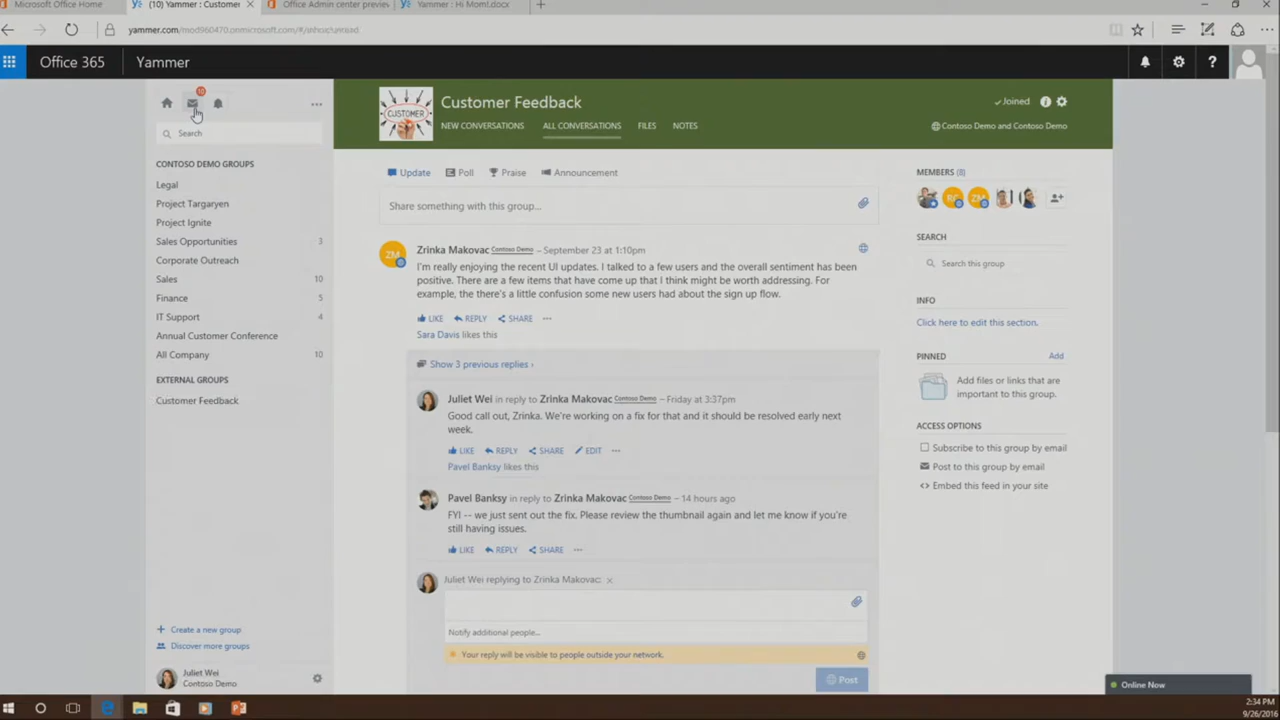 Microsoft Office Home
(10) Yammer : Custome
Office Admin center preview
Yammer : Hi Mom!.docx
yammer.com/mod960470.onmicrosoft.com/#/inbox/unread
Office 365
Yammer
?
10
Search
CONTOSO DEMO GROUPS
Legal
Project Targaryen
Project Ignite
Sales Opportunities 3
Corporate Outreach
Sales 10
Finance 5
IT Support 4
Annual Customer Conference
All Company 10
EXTERNAL GROUPS
Customer Feedback
+ Create a new group
Discover more groups
Juliet Wei
Contoso Demo
CUSTOMER
Customer Feedback
NEW CONVERSATIONS ALL CONVERSATIONS FILES NOTES
Joined
Contoso Demo and Contoso Demo
Update Poll Praise Announcement
Share something with this group...
ZM
Zrinka Makovac Contoso Demo – September 23 at 1:10pm
I'm really enjoying the recent UI updates. I talked to a few users and the overall sentiment has been
positive. There are a few items that have come up that I think might be worth addressing. For
example, the there's a little confusion some new users had about the sign up flow.
LIKE REPLY SHARE ...
Sara Davis likes this
Show 3 previous replies ›
Juliet Wei in reply to Zrinka Makovac Contoso Demo – Friday at 3:37pm
Good call out, Zrinka. We're working on a fix for that and it should be resolved early next
week.
LIKE REPLY SHARE EDIT ...
Pavel Banksy likes this
Pavel Banksy in reply to Zrinka Makovac Contoso Demo – 14 hours ago
FYI -- we just sent out the fix. Please review the thumbnail again and let me know if you're
still having issues.
LIKE REPLY SHARE ...
Juliet Wei replying to Zrinka Makovac: ×
Notify additional people...
Your reply will be visible to people outside your network.
Post
MEMBERS (8)
ZM
SEARCH
Search this group
INFO
Click here to edit this section.
PINNED Add
Add files or links that are
important to this group.
ACCESS OPTIONS
Subscribe to this group by email
Post to this group by email
<> Embed this feed in your site
Online Now
2:34 PM
9/26/2016